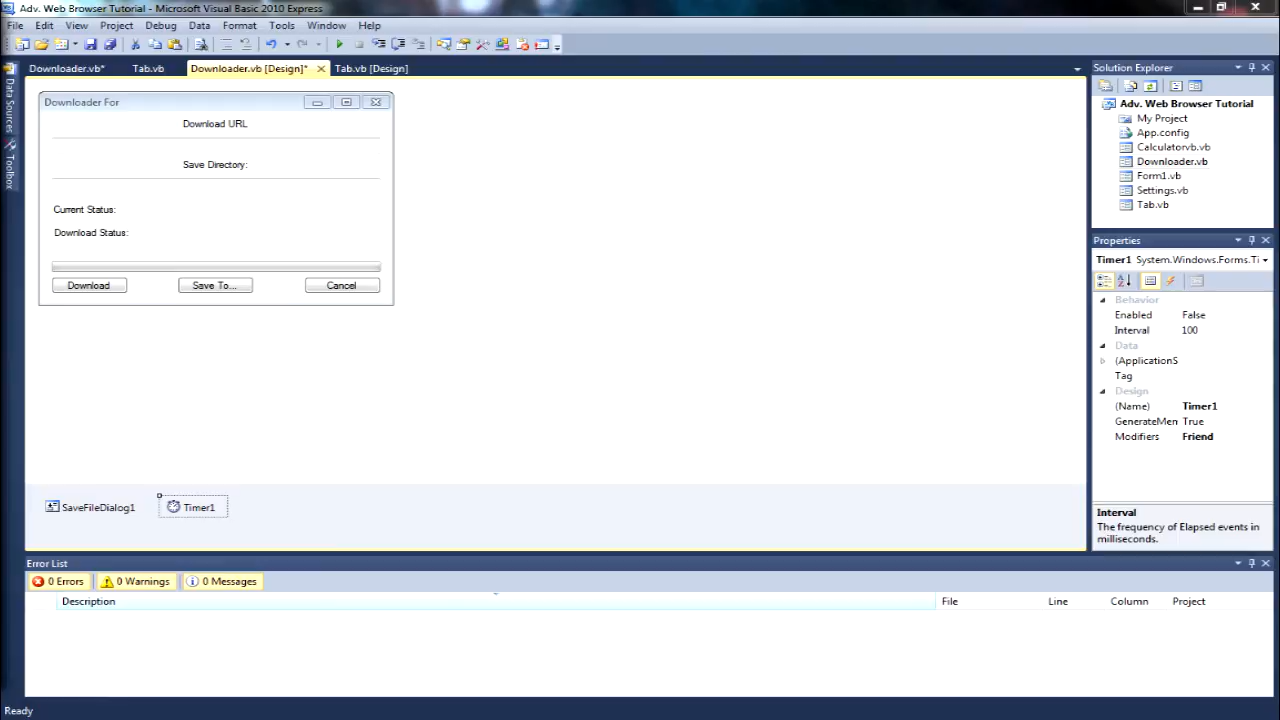 Adv. Web Browser Tutorial - Microsoft Visual Basic 2010 Express
File Edit View Project Debug Data Format Tools Window Help
Downloader.vb* Tab.vb Downloader.vb [Design]* Tab.vb [Design]
Data Sources
Toolbox
Downloader For
Download URL
Save Directory:
Current Status:
Download Status:
Download Save To... Cancel
SaveFileDialog1 Timer1
Solution Explorer
Adv. Web Browser Tutorial
My Project
App.config
Calculatorvb.vb
Downloader.vb
Form1.vb
Settings.vb
Tab.vb
Properties
Timer1 System.Windows.Forms.Ti
Behavior
Enabled False
Interval 100
Data
(ApplicationS
Tag
Design
(Name) Timer1
GenerateMen True
Modifiers Friend
Interval
The frequency of Elapsed events in
milliseconds.
Error List
0 Errors 0 Warnings 0 Messages
Description File Line Column Project
Ready